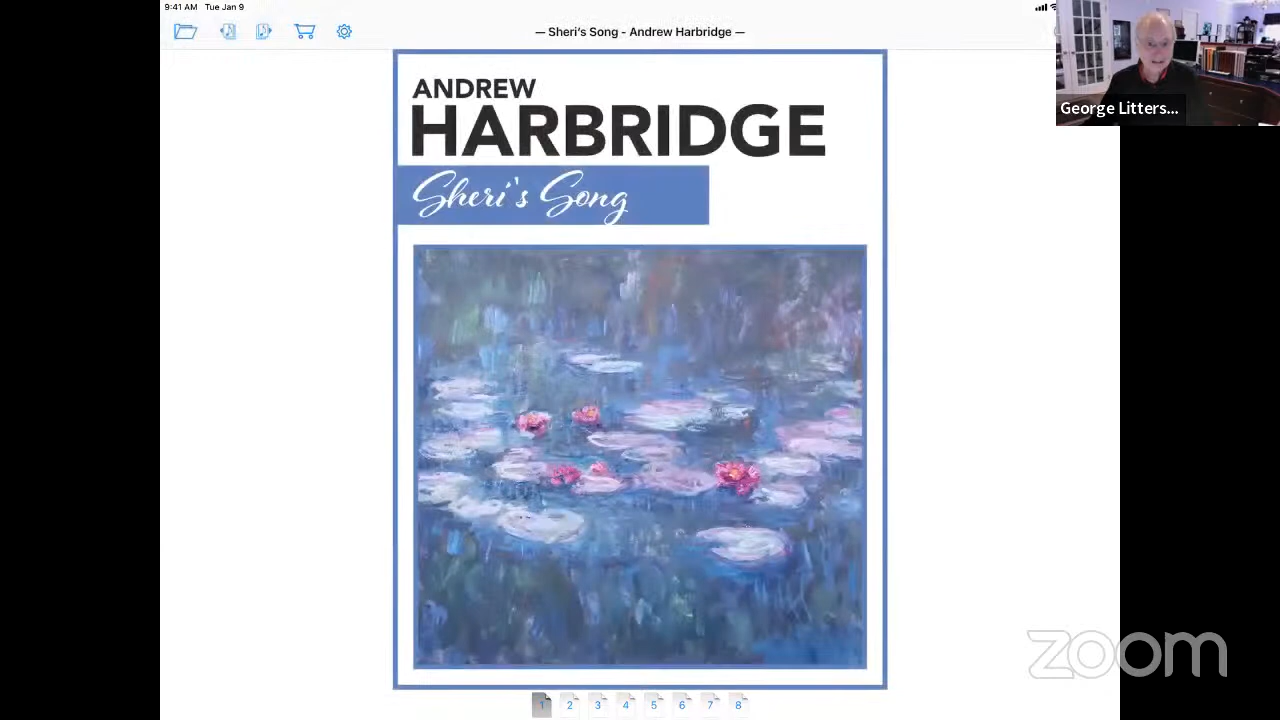 9:41 AM Tue Jan 9
— Sheri's Song - Andrew Harbridge —
George Litters...
ANDREW
HARBRIDGE
Sheri's Song
1 2 3 4 5 6 7 8
zoom